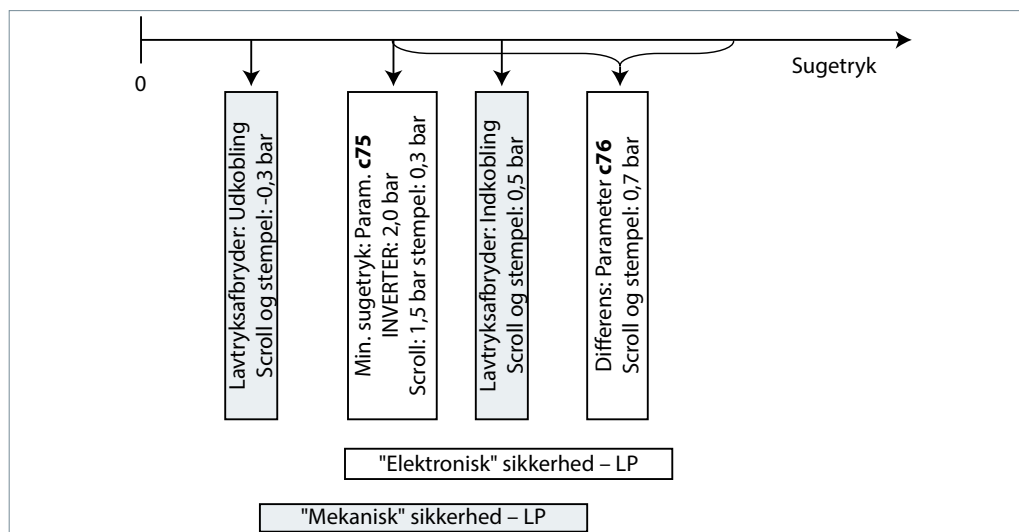 0
Sugetryk
Lavtryksafbryder: Udkobling
Scroll og stempel: -0,3 bar
Min. sugetryk: Param. c75
INVERTER: 2,0 bar
Scroll: 1,5 bar stempel: 0,3 bar
Lavtryksafbryder: Indkobling
Scroll og stempel: 0,5 bar
Differens: Parameter c76
Scroll og stempel: 0,7 bar
"Elektronisk" sikkerhed – LP
"Mekanisk" sikkerhed – LP